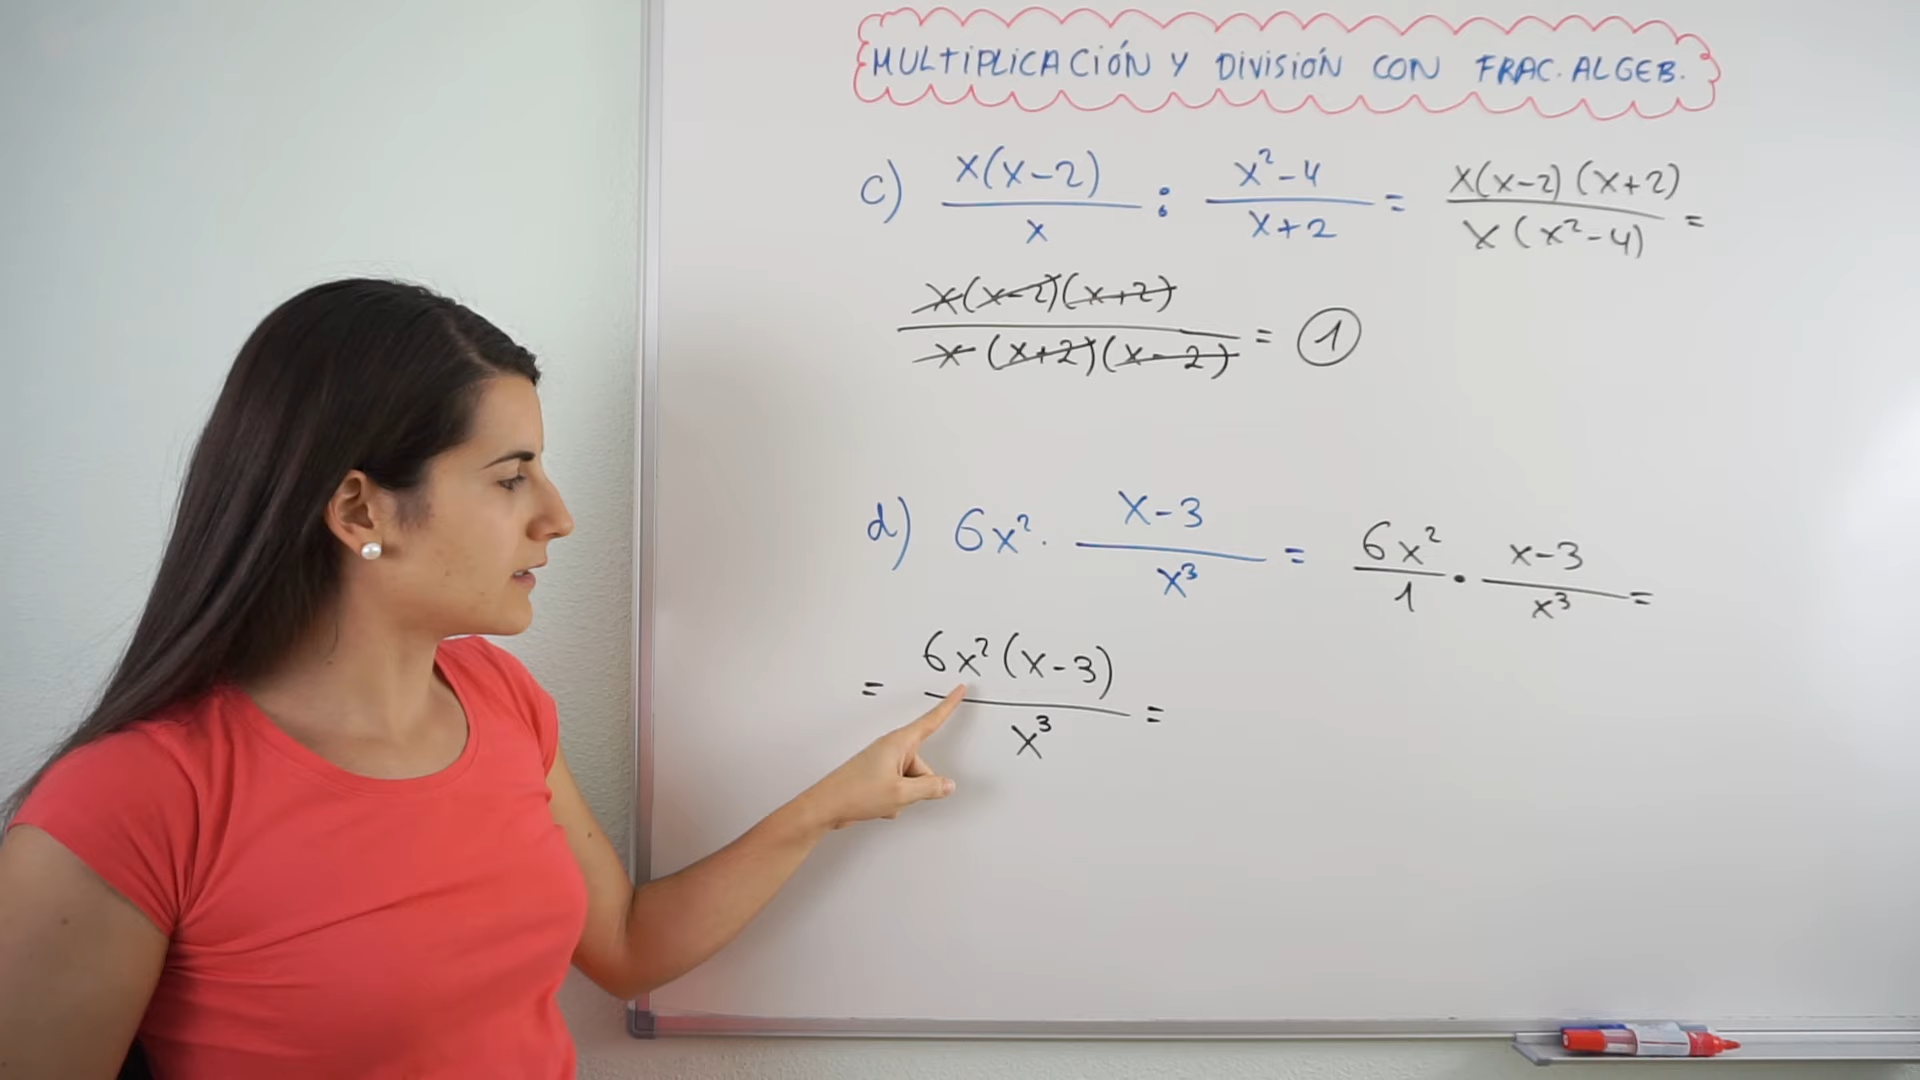 MULTIPLICACIÓN Y DIVISIÓN CON FRAC. ALGEB.
c) x(x-2)/x : x²-4/x+2 = x(x-2)(x+2)/x(x²-4) =
x(x-2)(x+2)/x(x+2)(x-2) = 1
d) 6x² · x-3/x³ = 6x²/1 · x-3/x³ =
= 6x²(x-3)/x³ =